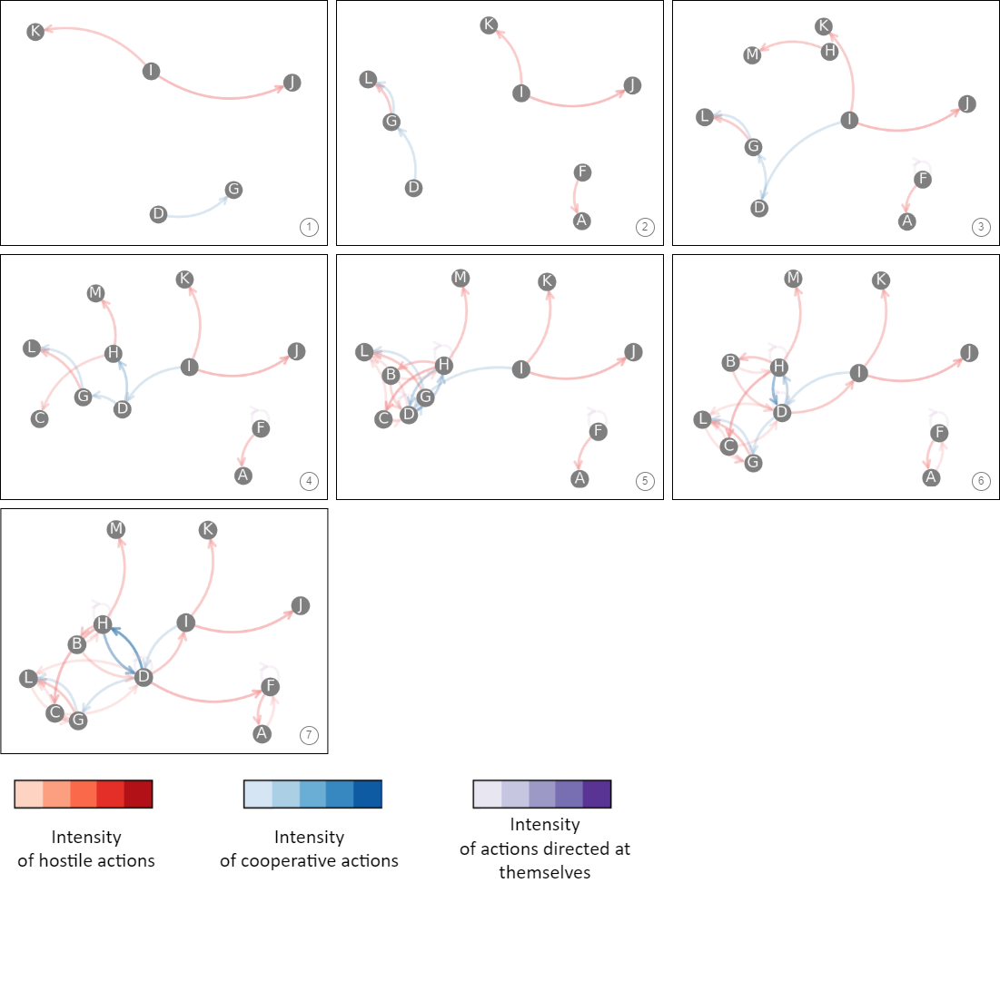 K
I
J
G
D
1
K
L
I
J
G
F
D
A
2
K
M
H
J
L
I
G
F
D
A
3
K
M
L
H
J
I
G
D
C
F
A
4
M
K
L
J
H
I
B
G
D
C
F
A
5
M
K
J
B
H
I
D
L
F
C
G
A
6
M
K
J
H
I
B
L
D
F
C
G
A
7
Intensity
of hostile actions
Intensity
of cooperative actions
Intensity
of actions directed at
themselves